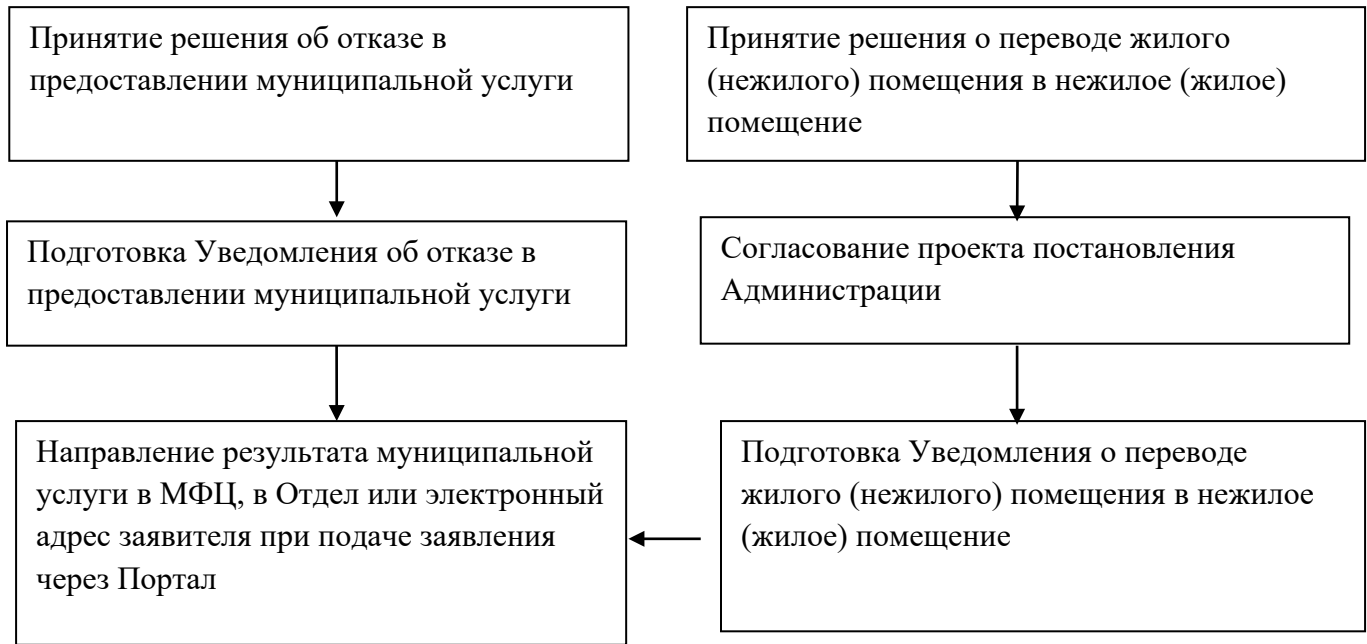 Принятие решения об отказе в
предоставлении муниципальной услуги
Принятие решения о переводе жилого
(нежилого) помещения в нежилое (жилое)
помещение
Подготовка Уведомления об отказе в
предоставлении муниципальной услуги
Согласование проекта постановления
Администрации
Направление результата муниципальной
услуги в МФЦ, в Отдел или электронный
адрес заявителя при подаче заявления
через Портал
Подготовка Уведомления о переводе
жилого (нежилого) помещения в нежилое
(жилое) помещение